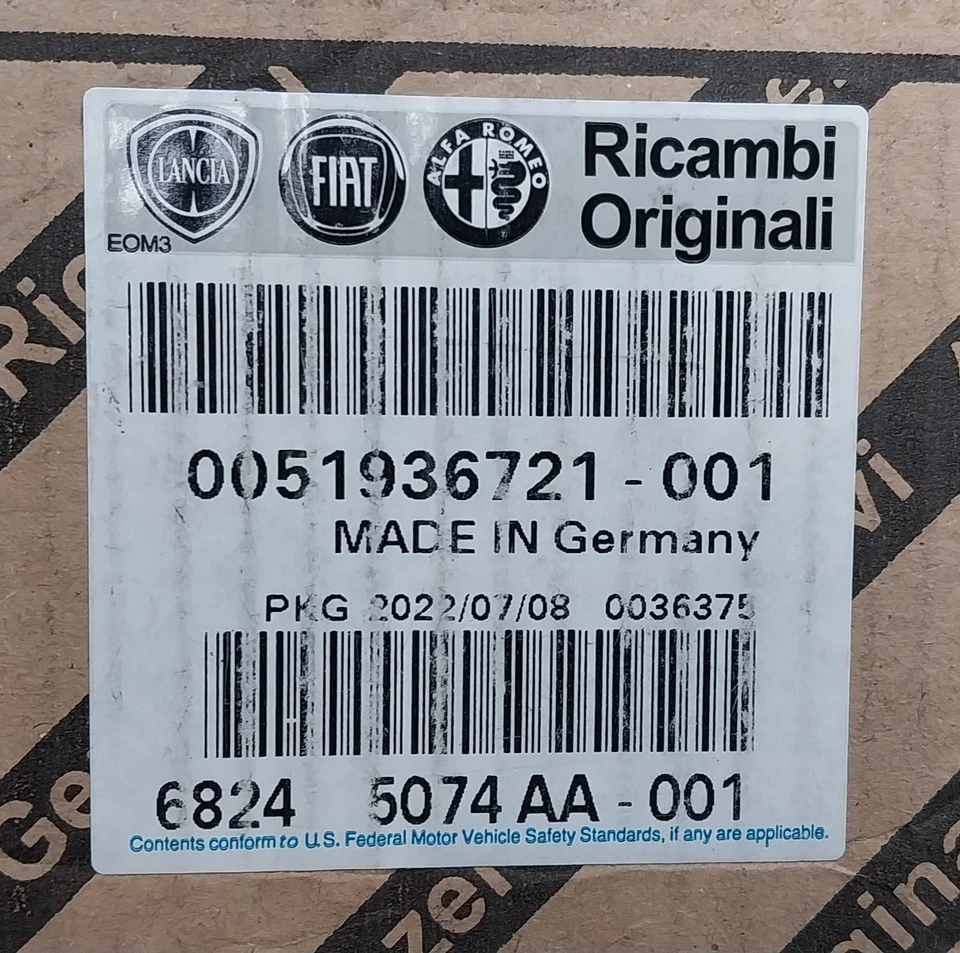 LANCIA FIAT ALFA ROMEO
Ricambi
Originali
EOM3
0051936721 - 001
MADE IN Germany
PKG 2022/07/08 0036375
6824 5074 AA - 001
Contents conform to U.S. Federal Motor Vehicle Safety Standards, if any are applicable.